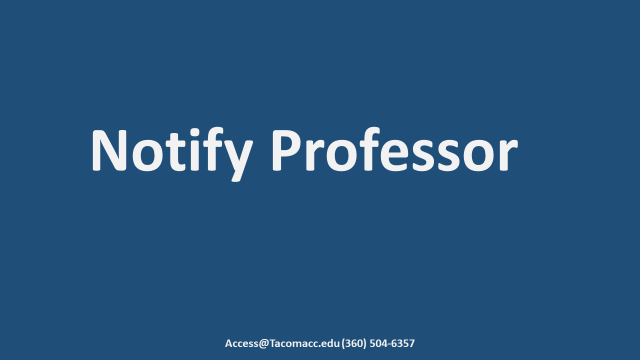 Notify Professor
Access@Tacomacc.edu (360) 504-6357